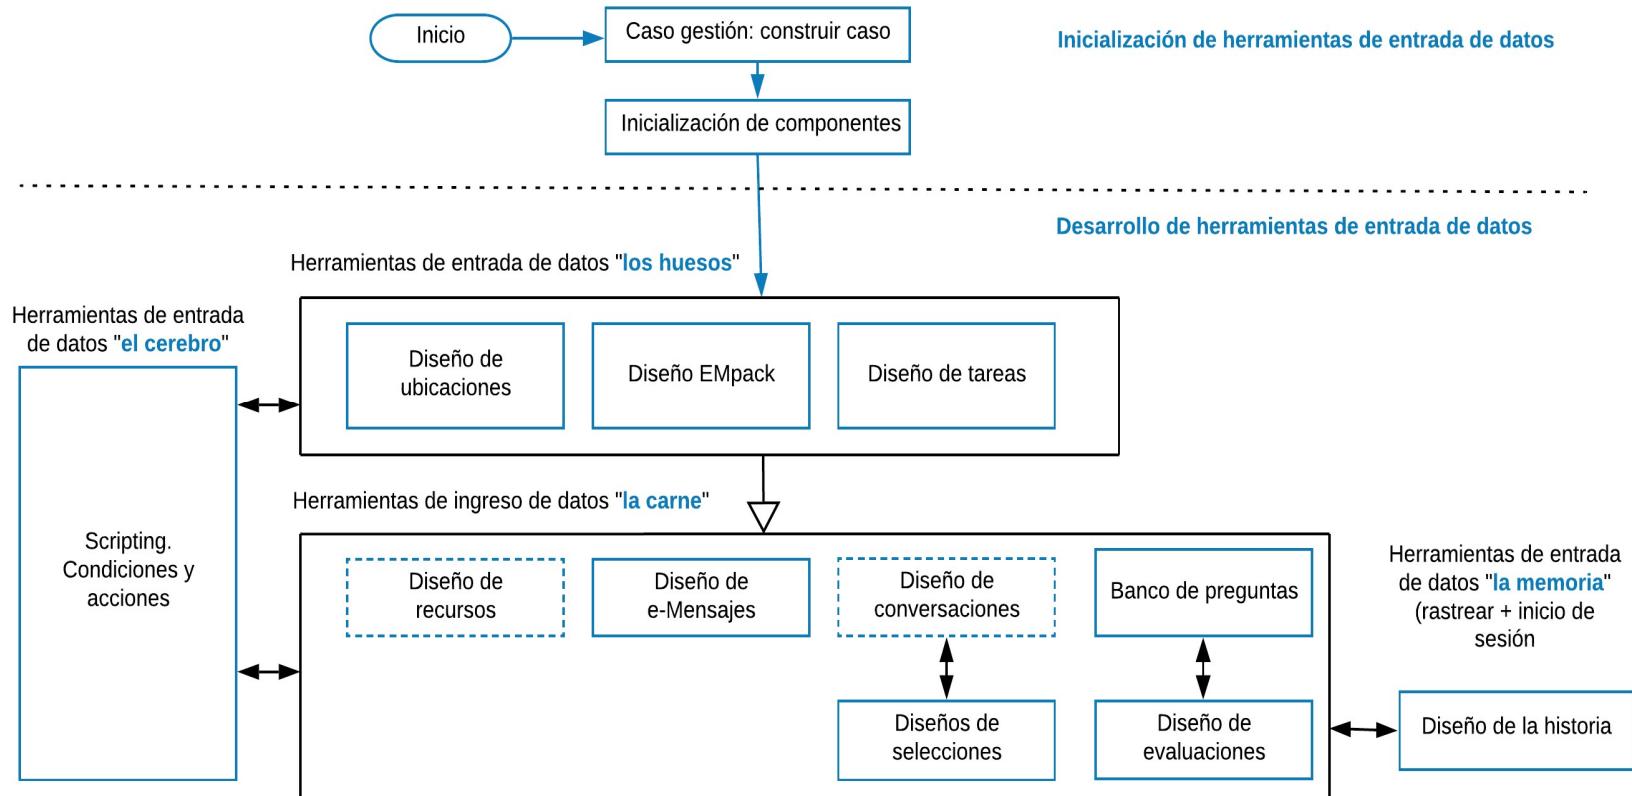 Inicio
Caso gestión: construir caso
Inicialización de herramientas de entrada de datos
Inicialización de componentes
Desarrollo de herramientas de entrada de datos
Herramientas de entrada de datos "los huesos"
Herramientas de entrada
de datos "el cerebro"
Diseño de
ubicaciones
Diseño EMpack
Diseño de tareas
Herramientas de ingreso de datos "la carne"
Scripting.
Condiciones y
acciones
Diseño de
recursos
Diseño de
e-Mensajes
Diseño de
conversaciones
Banco de preguntas
Herramientas de entrada
de datos "la memoria"
(rastrear + inicio de
sesión
Diseños de
selecciones
Diseño de
evaluaciones
Diseño de la historia